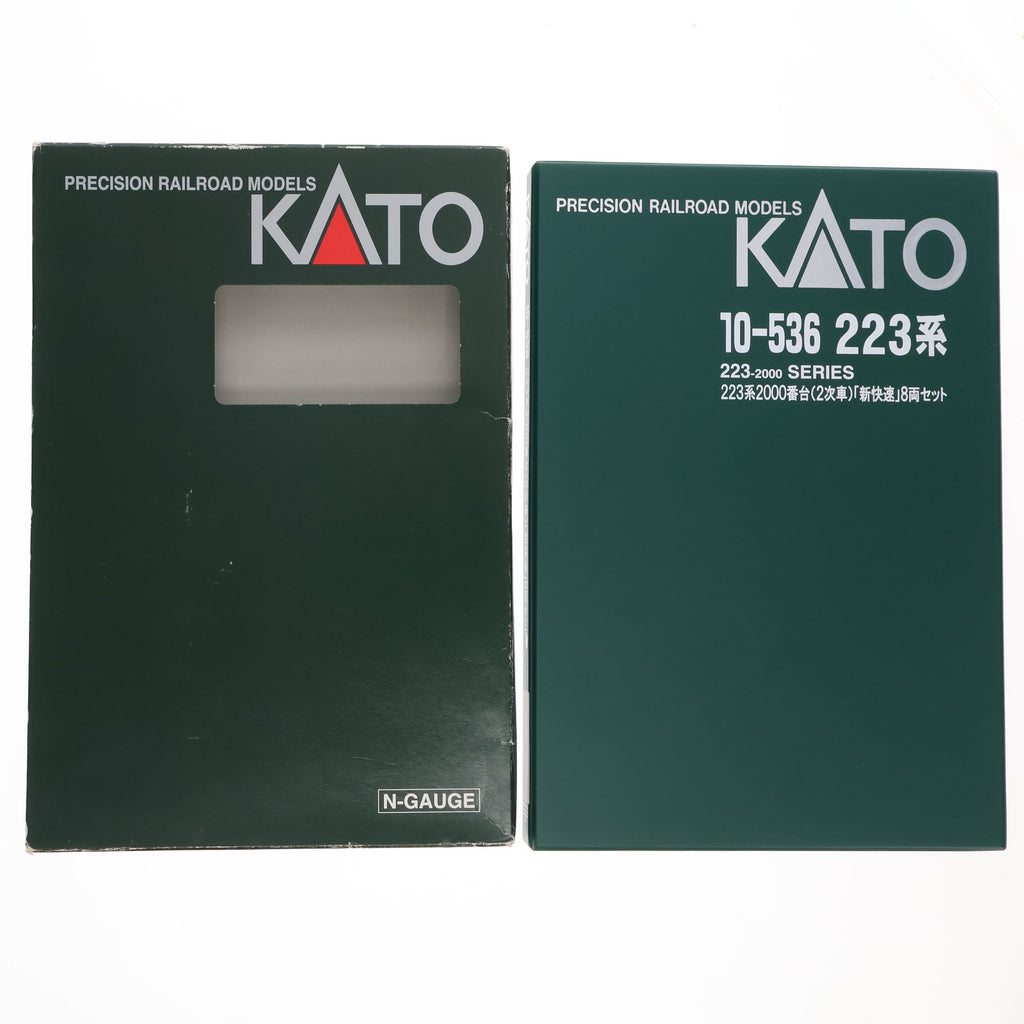 PRECISION RAILROAD MODELS
KATO
N-GAUGE
PRECISION RAILROAD MODELS
KATO
10-536 223系
223-2000 SERIES
223系2000番台(2次車)「新快速」8両セット